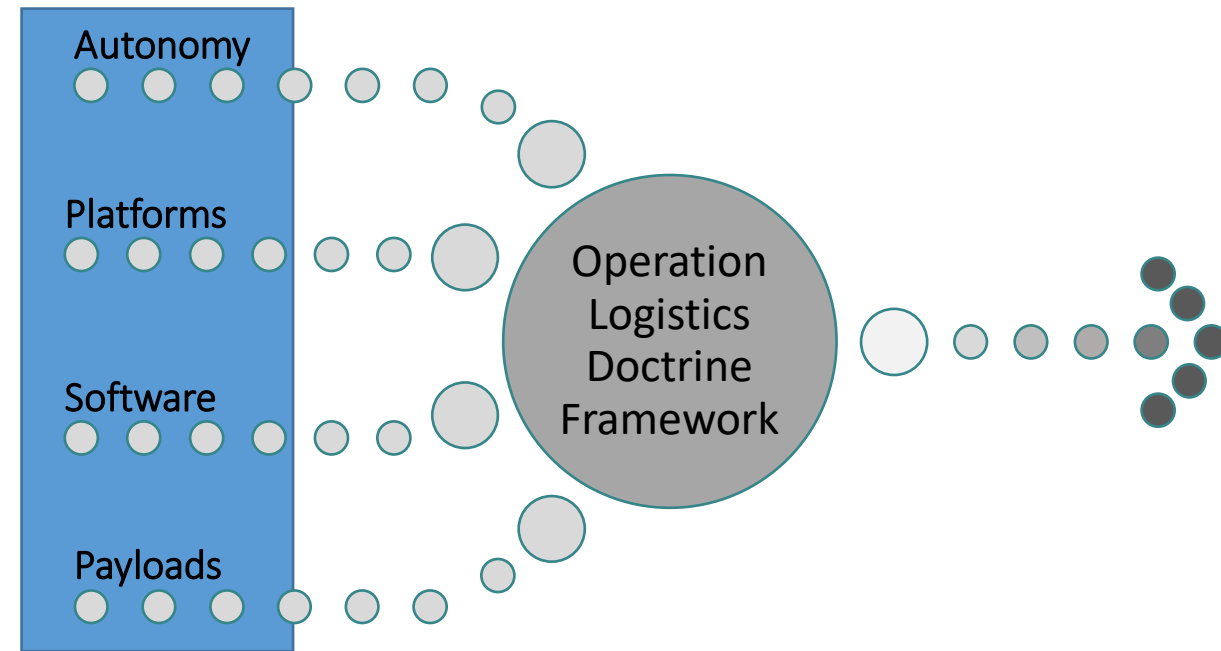 Autonomy
Platforms
Software
Payloads
Operation
Logistics
Doctrine
Framework